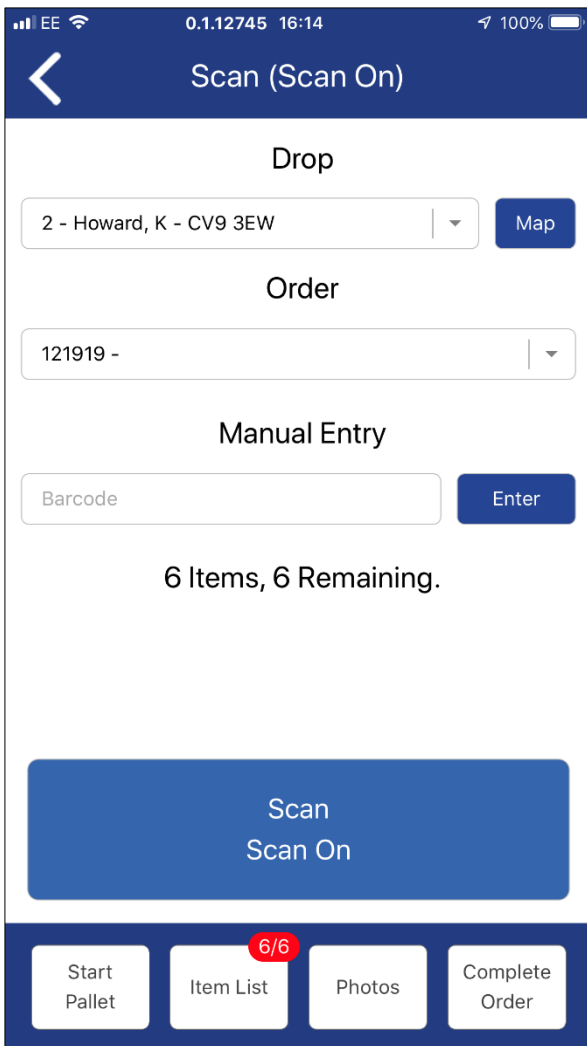 EE 0.1.12745 16:14 100%
Scan (Scan On)
Drop
2 - Howard, K - CV9 3EW
Map
Order
121919 -
Manual Entry
Barcode
Enter
6 Items, 6 Remaining.
Scan
Scan On
6/6
Start
Pallet
Item List
Photos
Complete
Order